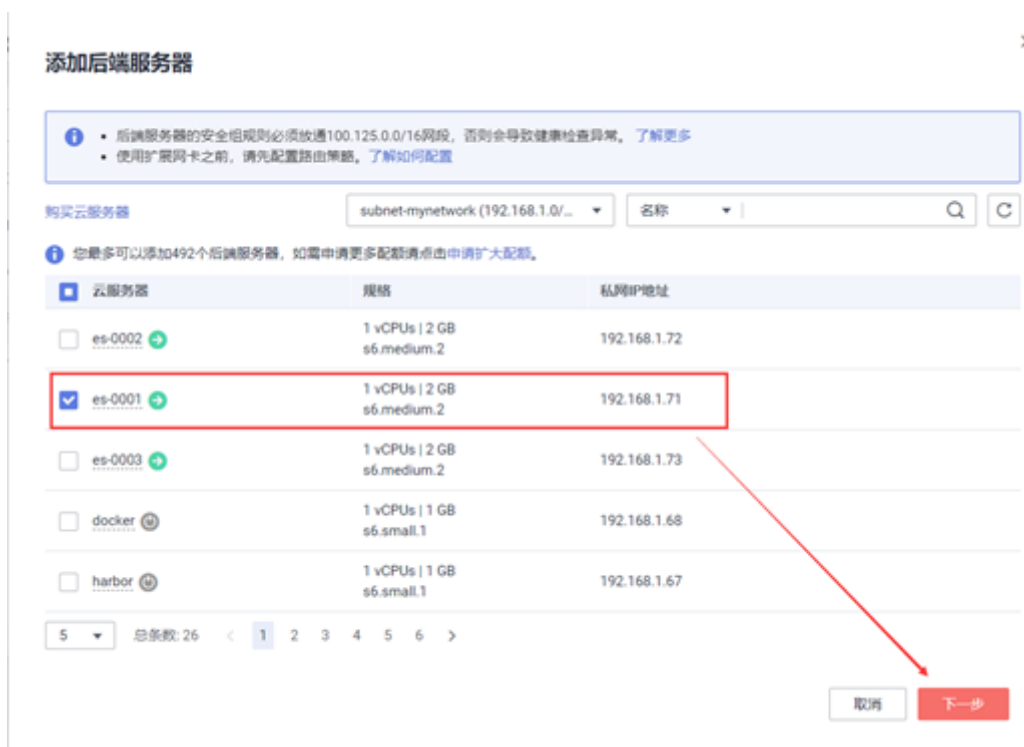 添加后端服务器
• 后端服务器的安全组规则必须放通100.125.0.0/16网段，否则会导致健康检查异常。 了解更多
• 使用扩展网卡之前，请先配置路由策略。了解如何配置
购买云服务器 subnet-mynetwork (192.168.1.0/... 名称
您最多可以添加492个后端服务器，如需申请更多配额请点击申请扩大配额。
云服务器 规格 私网IP地址
es-0002 1 vCPUs | 2 GB 192.168.1.72
s6.medium.2
es-0001 1 vCPUs | 2 GB 192.168.1.71
s6.medium.2
es-0003 1 vCPUs | 2 GB 192.168.1.73
s6.medium.2
docker 1 vCPUs | 1 GB 192.168.1.68
s6.small.1
harbor 1 vCPUs | 1 GB 192.168.1.67
s6.small.1
5 总条数: 26 < 1 2 3 4 5 6 >
取消 下一步